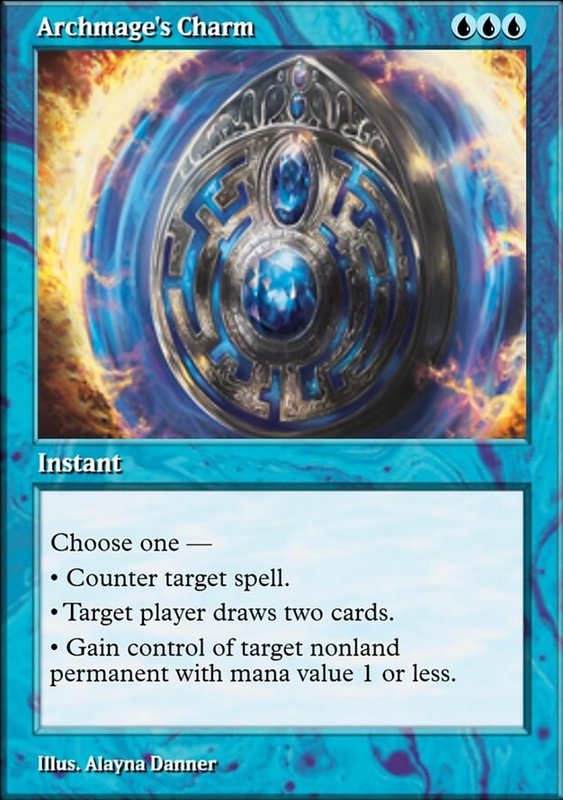 Archmage's Charm
Instant
Choose one —
• Counter target spell.
• Target player draws two cards.
• Gain control of target nonland
permanent with mana value 1 or less.
Illus. Alayna Danner